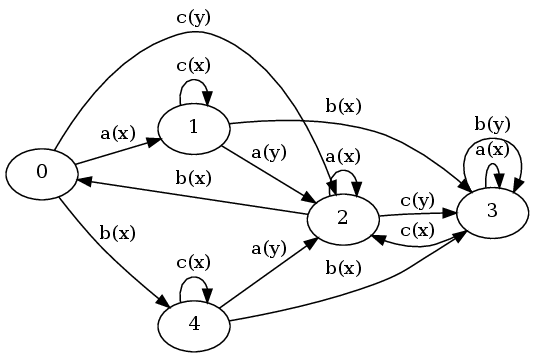 c(y)
c(x)
b(x)
b(y)
a(x)
1
a(x)
a(y)
a(x)
0
b(x)
c(y)
3
2
c(x)
b(x)
a(y)
c(x)
b(x)
4